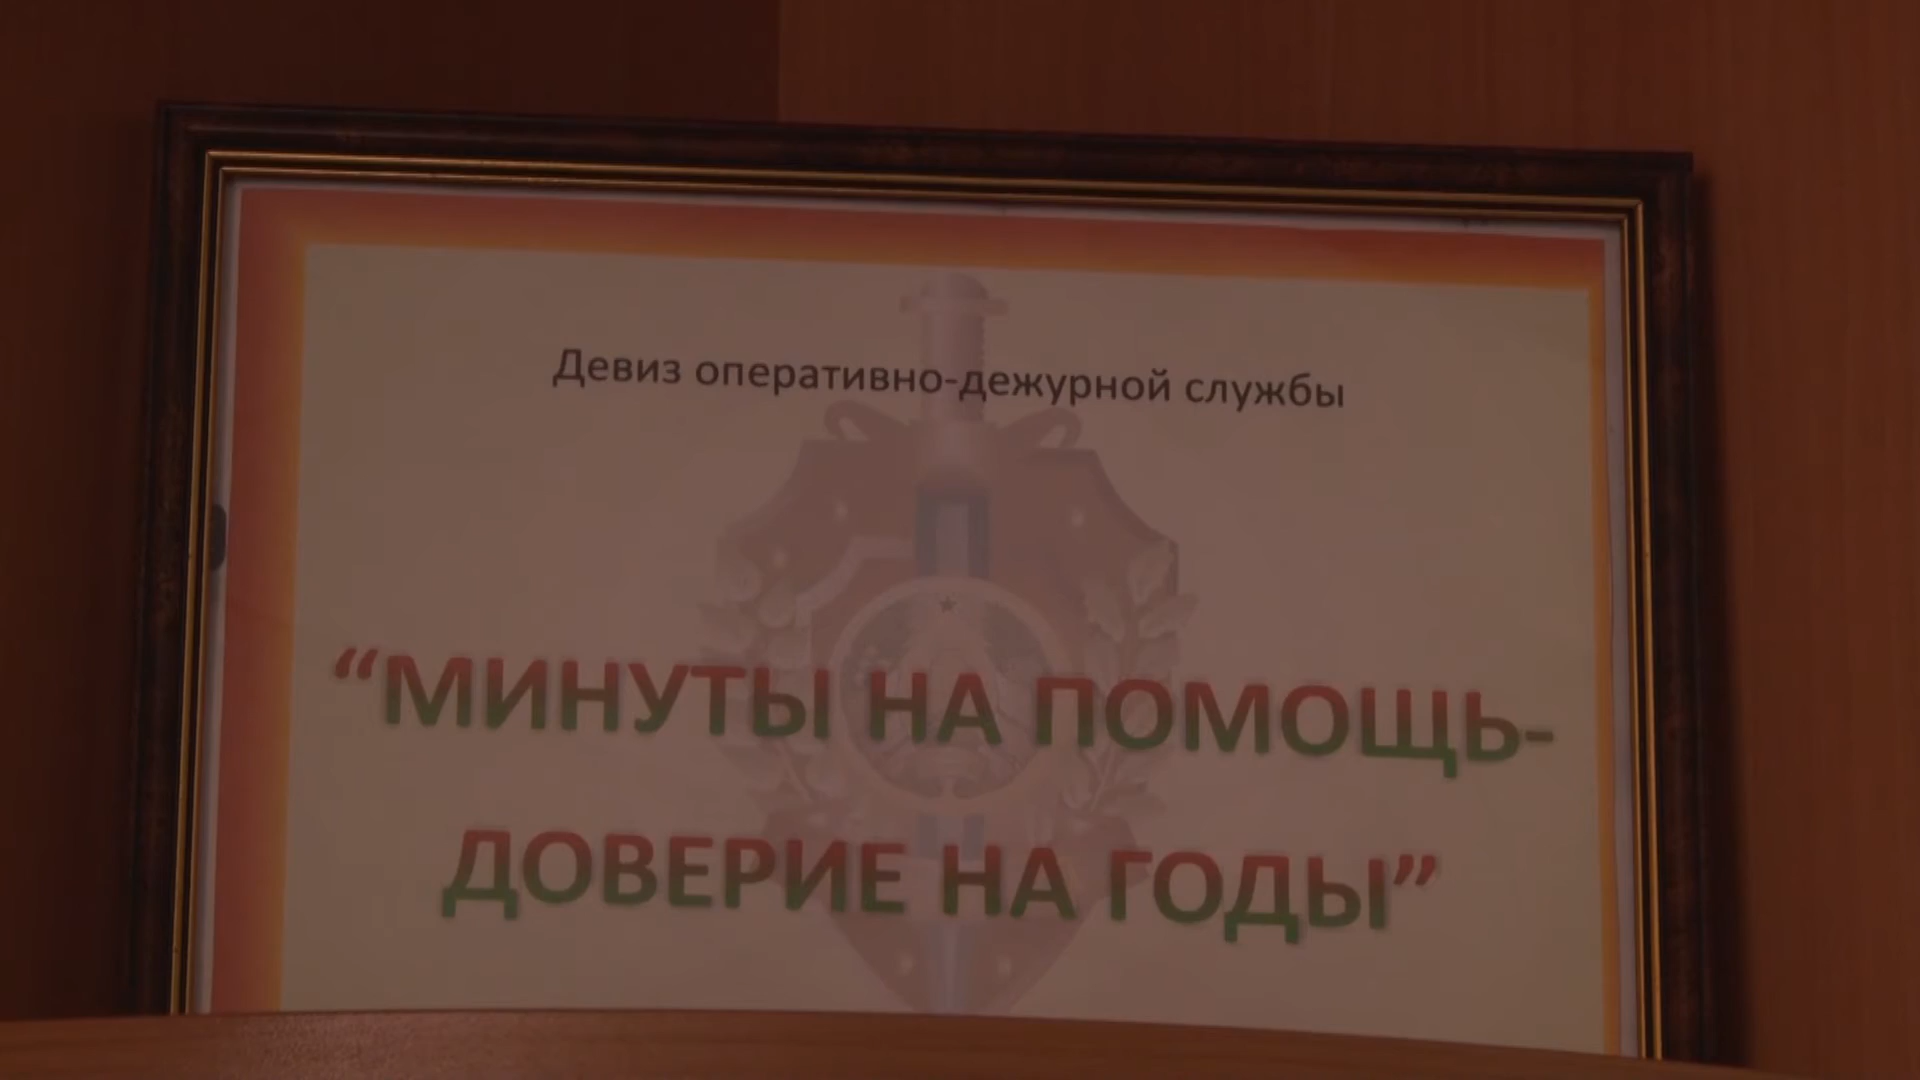 Девиз оперативно-дежурной службы
“МИНУТЫ НА ПОМОЩЬ-
ДОВЕРИЕ НА ГОДЫ”